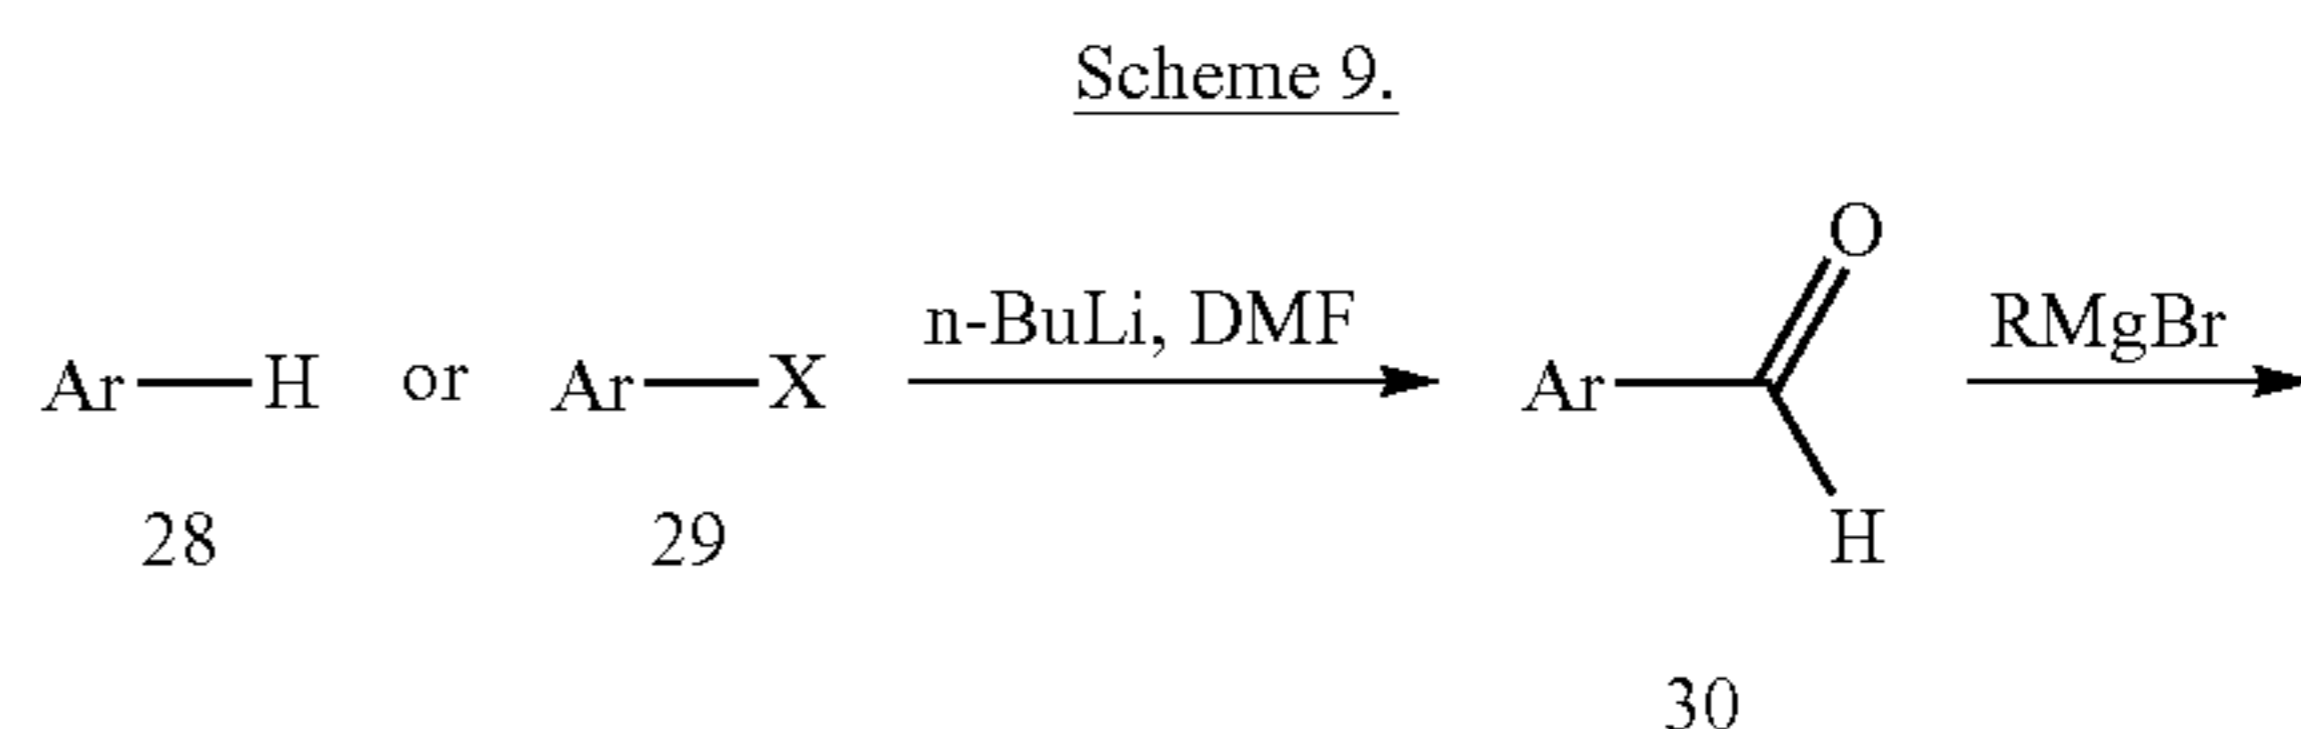 Scheme 9.
O
n-BuLi, DMF
RMgBr
Ar—H or Ar—X
Ar
H
28
29
30